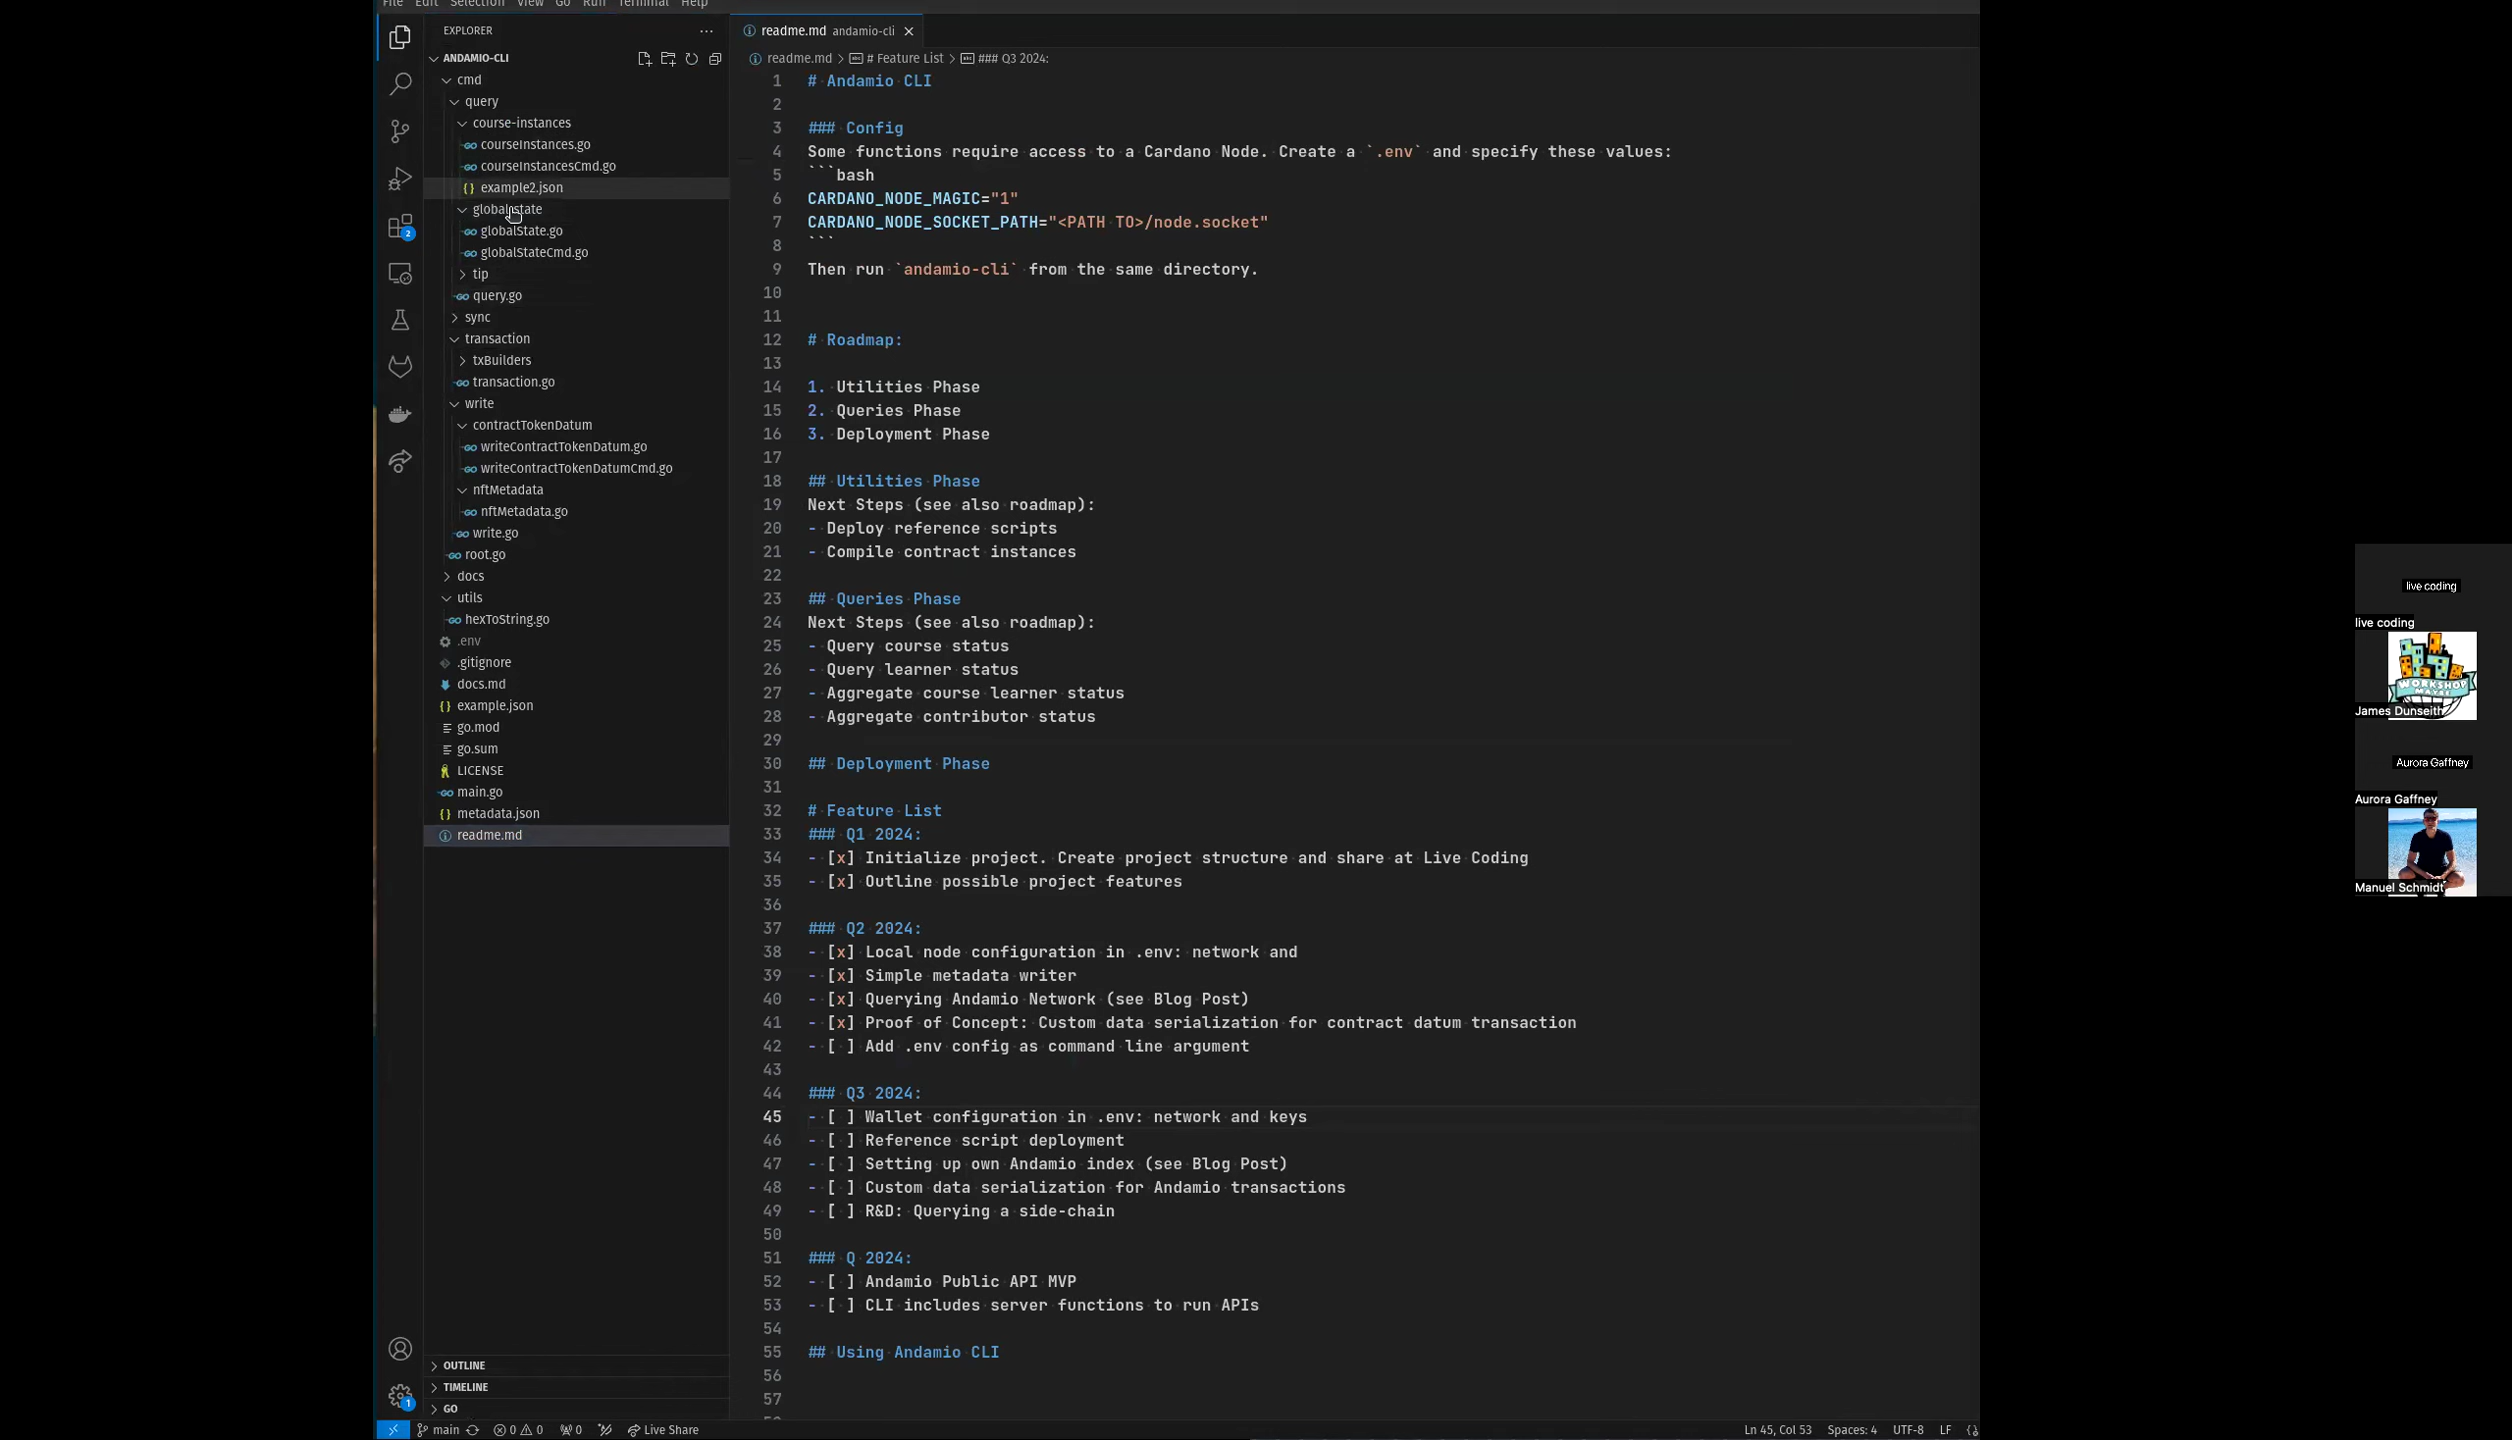 File Edit Selection View Go Run Terminal Help
EXPLORER
ANDAMIO-CLI
cmd
query
course-instances
courseInstances.go
courseInstancesCmd.go
example2.json
globalstate
globalState.go
globalStateCmd.go
tip
query.go
sync
transaction
txBuilders
transaction.go
write
contractTokenDatum
writeContractTokenDatum.go
writeContractTokenDatumCmd.go
nftMetadata
nftMetadata.go
write.go
root.go
docs
utils
hexToString.go
.env
.gitignore
docs.md
example.json
go.mod
go.sum
LICENSE
main.go
metadata.json
readme.md
OUTLINE
TIMELINE
GO
2
1
readme.md andamio-cli
readme.md > # Feature List > ### Q3 2024:
1 # Andamio CLI
2
3 ### Config
4 Some functions require access to a Cardano Node. Create a `.env` and specify these values:
5 ```bash
6 CARDANO_NODE_MAGIC="1"
7 CARDANO_NODE_SOCKET_PATH="<PATH TO>/node.socket"
8 ```
9 Then run `andamio-cli` from the same directory.
10
11
12 # Roadmap:
13
14 1. Utilities Phase
15 2. Queries Phase
16 3. Deployment Phase
17
18 ## Utilities Phase
19 Next Steps (see also roadmap):
20 - Deploy reference scripts
21 - Compile contract instances
22
23 ## Queries Phase
24 Next Steps (see also roadmap):
25 - Query course status
26 - Query learner status
27 - Aggregate course learner status
28 - Aggregate contributor status
29
30 ## Deployment Phase
31
32 # Feature List
33 ### Q1 2024:
34 - [x] Initialize project. Create project structure and share at Live Coding
35 - [x] Outline possible project features
36
37 ### Q2 2024:
38 - [x] Local node configuration in .env: network and
39 - [x] Simple metadata writer
40 - [x] Querying Andamio Network (see Blog Post)
41 - [x] Proof of Concept: Custom data serialization for contract datum transaction
42 - [ ] Add .env config as command line argument
43
44 ### Q3 2024:
45 - [ ] Wallet configuration in .env: network and keys
46 - [ ] Reference script deployment
47 - [ ] Setting up own Andamio index (see Blog Post)
48 - [ ] Custom data serialization for Andamio transactions
49 - [ ] R&D: Querying a side-chain
50
51 ### Q 2024:
52 - [ ] Andamio Public API MVP
53 - [ ] CLI includes server functions to run APIs
54
55 ## Using Andamio CLI
56
57
main 0 0 0 Live Share
Ln 45, Col 53 Spaces: 4 UTF-8 LF
live coding
live coding
WORKSHOP
MAYBE
James Dunseith
Aurora Gaffney
Aurora Gaffney
Manuel Schmidt